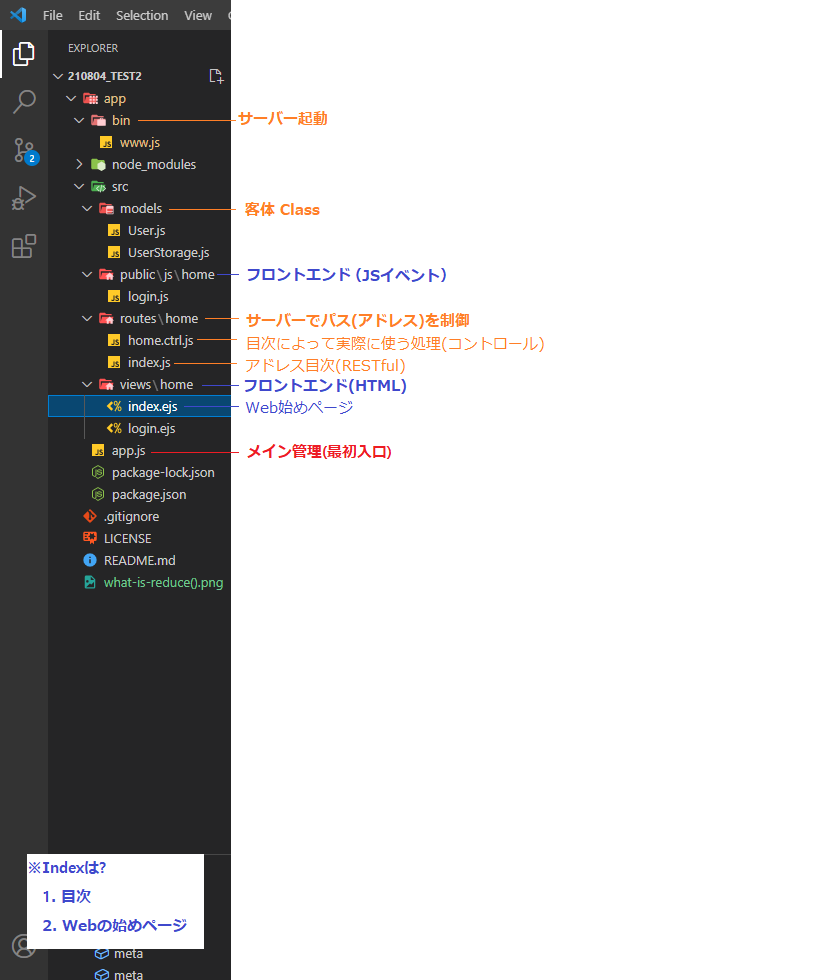 File Edit Selection View
EXPLORER
210804_TEST2
app
bin
サーバー起動
www.js
node_modules
src
models
客体 Class
User.js
UserStorage.js
public\js\home
フロントエンド（JSイベント）
login.js
routes\home
サーバーでパス(アドレス)を制御
home.ctrl.js
目次によって実際に使う処理(コントロール)
index.js
アドレス目次(RESTful)
views\home
フロントエンド(HTML)
index.ejs
Web始めページ
login.ejs
app.js
メイン管理(最初入口)
package-lock.json
package.json
.gitignore
LICENSE
README.md
what-is-reduce().png
2
※Indexは?
1. 目次
2. Webの始めページ
meta
meta